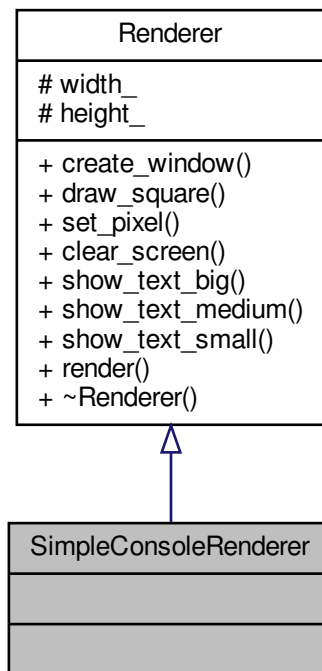 Renderer
# width_
# height_
+ create_window()
+ draw_square()
+ set_pixel()
+ clear_screen()
+ show_text_big()
+ show_text_medium()
+ show_text_small()
+ render()
+ ~Renderer()
SimpleConsoleRenderer